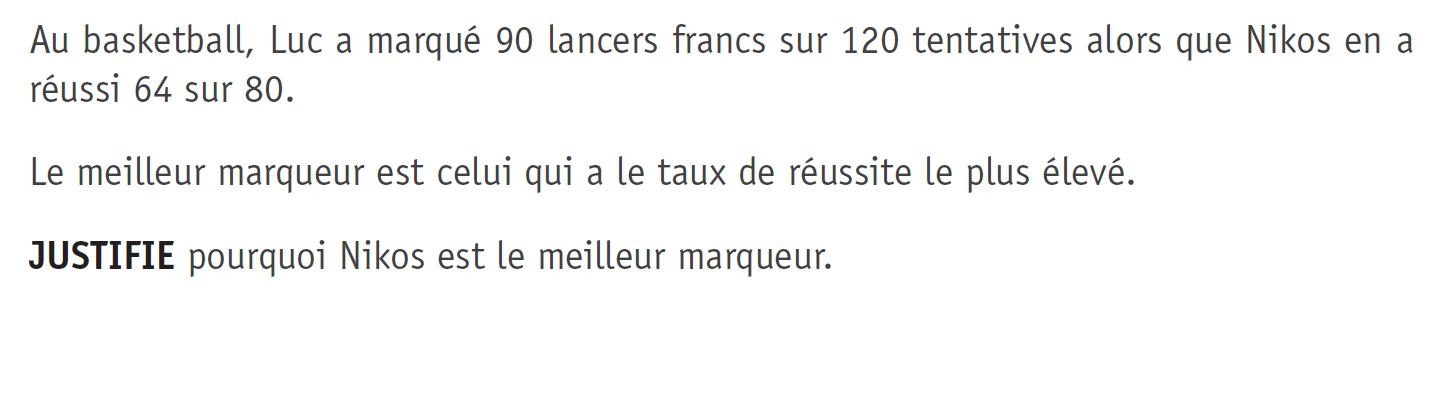 Au basketball, Luc a marqué 90 lancers francs sur 120 tentatives alors que Nikos en a
réussi 64 sur 80.
Le meilleur marqueur est celui qui a le taux de réussite le plus élevé.
JUSTIFIE pourquoi Nikos est le meilleur marqueur.